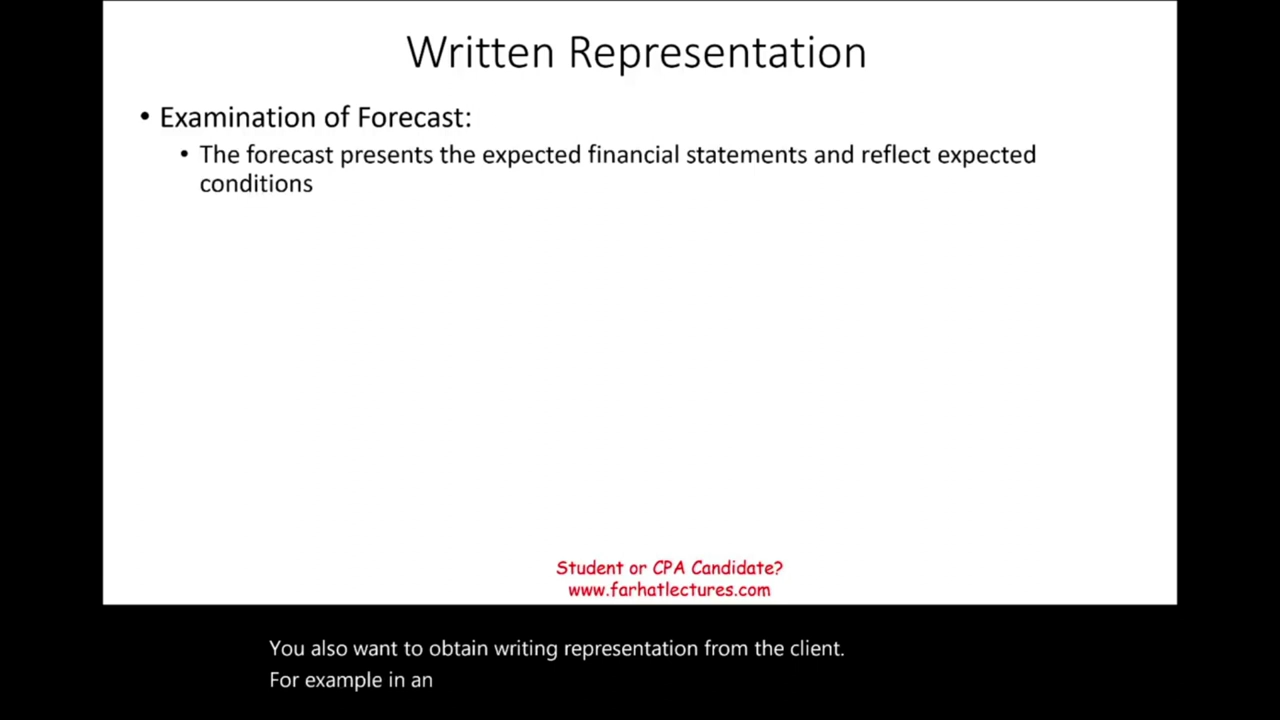 Written Representation
• Examination of Forecast:
• The forecast presents the expected financial statements and reflect expected
conditions
Student or CPA Candidate?
www.farhatlectures.com
You also want to obtain writing representation from the client.
For example in an